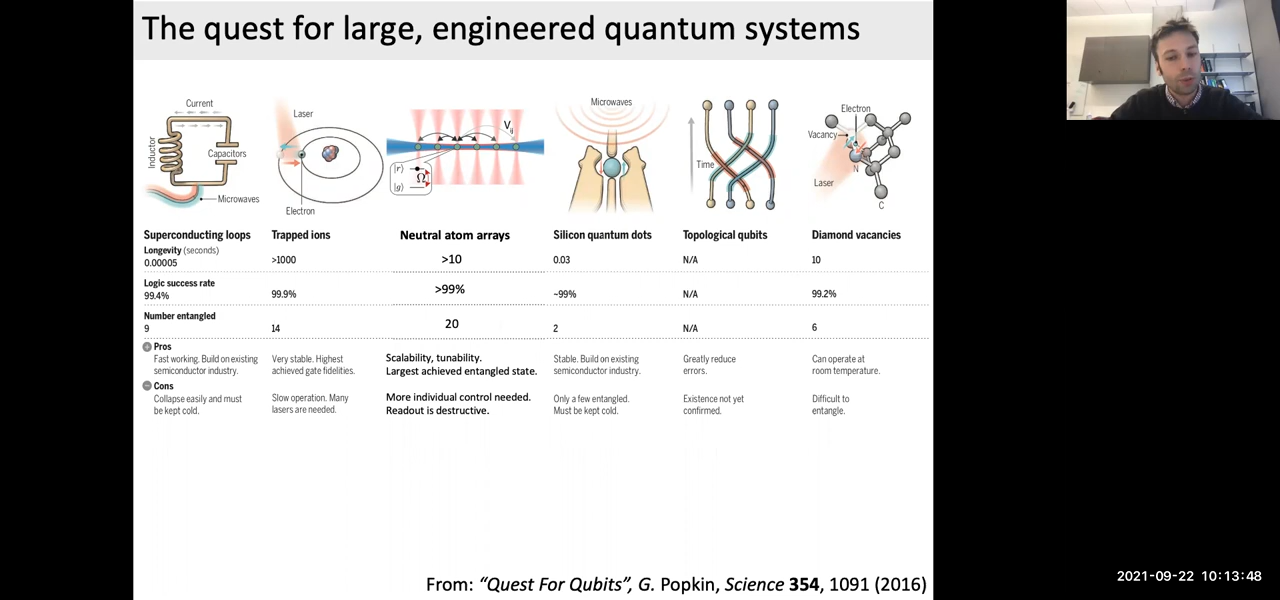 The quest for large, engineered quantum systems
Current
Inductor
Capacitors
Microwaves
Laser
Electron
Vij
|r⟩
Ω
|g⟩
Microwaves
Time
Electron
Vacancy
N
Laser
C
Superconducting loops Trapped ions Neutral atom arrays Silicon quantum dots Topological qubits Diamond vacancies
Longevity (seconds)
0.00005 >1000 >10 0.03 N/A 10
Logic success rate
99.4% 99.9% >99% ~99% N/A 99.2%
Number entangled
9 14 20 2 N/A 6
+ Pros
Fast working. Build on existing Very stable. Highest Scalability, tunability. Stable. Build on existing Greatly reduce Can operate at
semiconductor industry. achieved gate fidelities. Largest achieved entangled state. semiconductor industry. errors. room temperature.
− Cons
Collapse easily and must Slow operation. Many More individual control needed. Only a few entangled. Existence not yet Difficult to
be kept cold. lasers are needed. Readout is destructive. Must be kept cold. confirmed. entangle.
From: “Quest For Qubits”, G. Popkin, Science 354, 1091 (2016)
2021-09-22 10:13:48